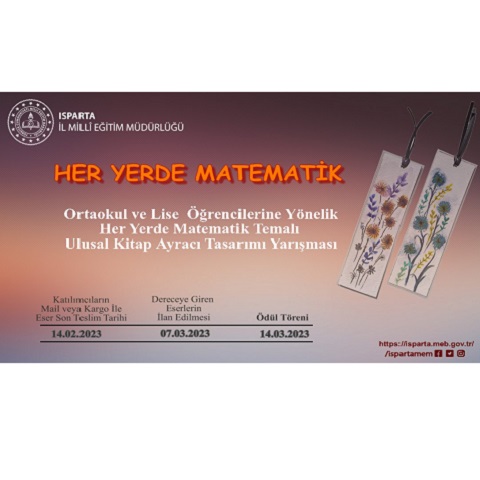 ISPARTA
İL MİLLÎ EĞİTİM MÜDÜRLÜĞÜ
HER YERDE MATEMATİK
Ortaokul ve Lise Öğrencilerine Yönelik
Her Yerde Matematik Temalı
Ulusal Kitap Ayracı Tasarımı Yarışması
Katılımcıların
Mail veya Kargo İle
Eser Son Teslim Tarihi
14.02.2023
Dereceye Giren
Eserlerin
İlan Edilmesi
07.03.2023
Ödül Töreni
14.03.2023
https://isparta.meb.gov.tr/
/ispartamem